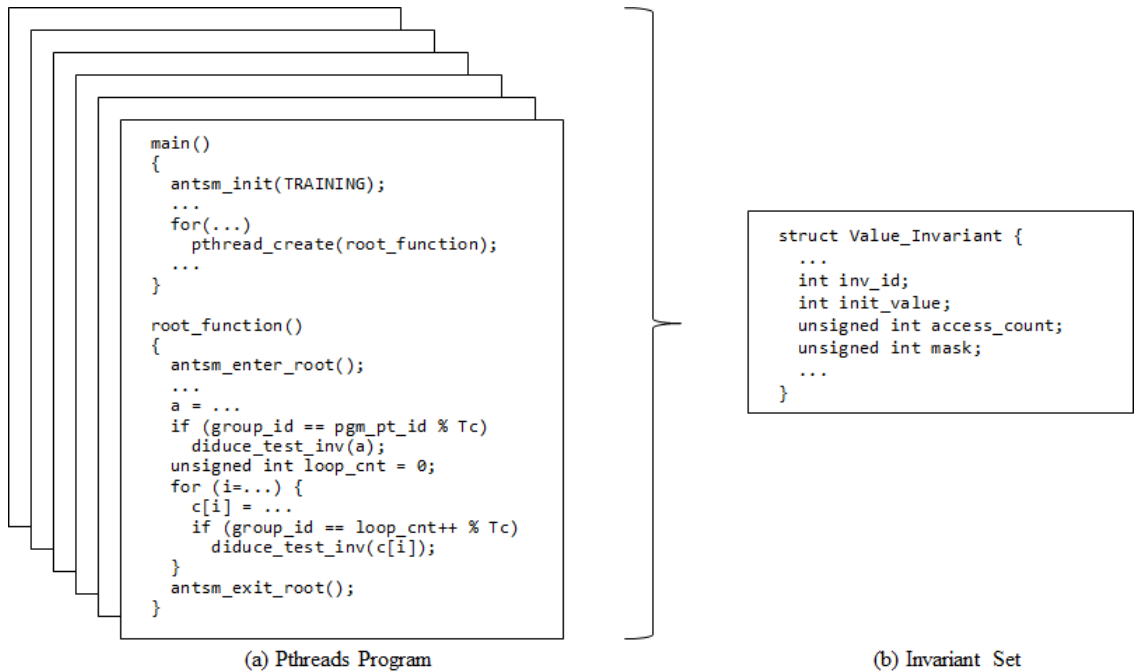 main()
{
antsm_init(TRAINING);
...
for(...)
pthread_create(root_function);
...
}
root_function()
{
antsm_enter_root();
...
a = ...
if (group_id == pgm_pt_id % Tc)
diduce_test_inv(a);
unsigned int loop_cnt = 0;
for (i=...) {
c[i] = ...
if (group_id == loop_cnt++ % Tc)
diduce_test_inv(c[i]);
}
antsm_exit_root();
}
(a) Pthreads Program
struct Value_Invariant {
...
int inv_id;
int init_value;
unsigned int access_count;
unsigned int mask;
...
}
(b) Invariant Set